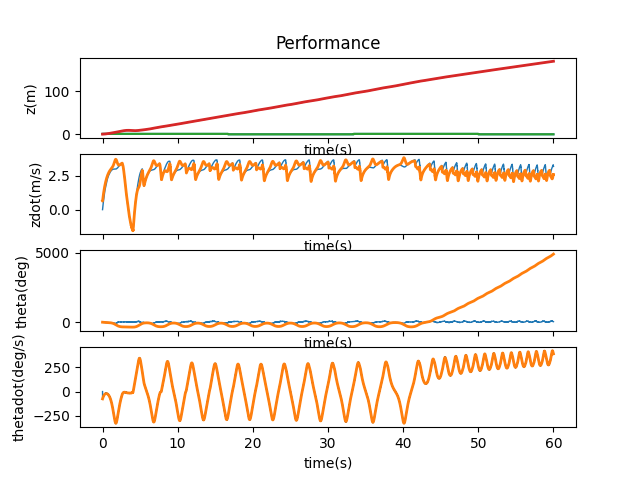 Performance
z(m)
100
0
time(s)
zdot(m/s)
2.5
0.0
time(s)
theta(deg)
5000
0
time(s)
thetadot(deg/s)
250
0
−250
0 10 20 30 40 50 60
time(s)